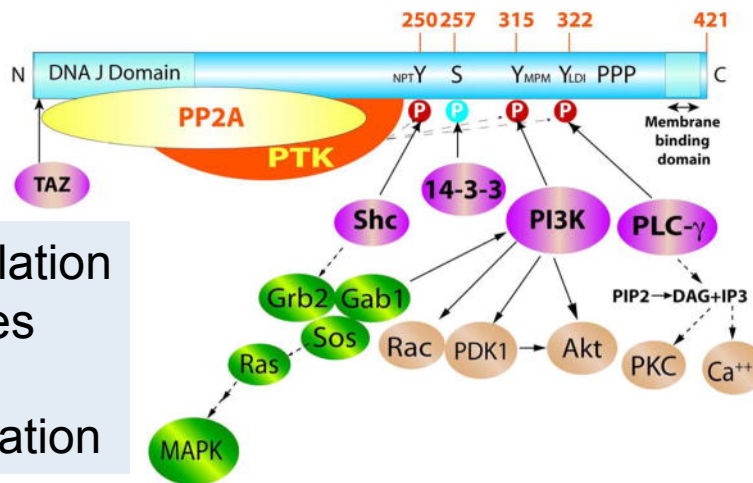 250 257 315 322 421
N DNA J Domain NPTY S YMPM YLDI PPP C
P P P P
PP2A
PTK
Membrane
binding
domain
TAZ
14-3-3
Shc PI3K PLC-γ
lation
es
ation
Grb2 Gab1
Sos
PIP2→DAG+IP3
Ras
Rac PDK1 Akt
PKC Ca++
MAPK